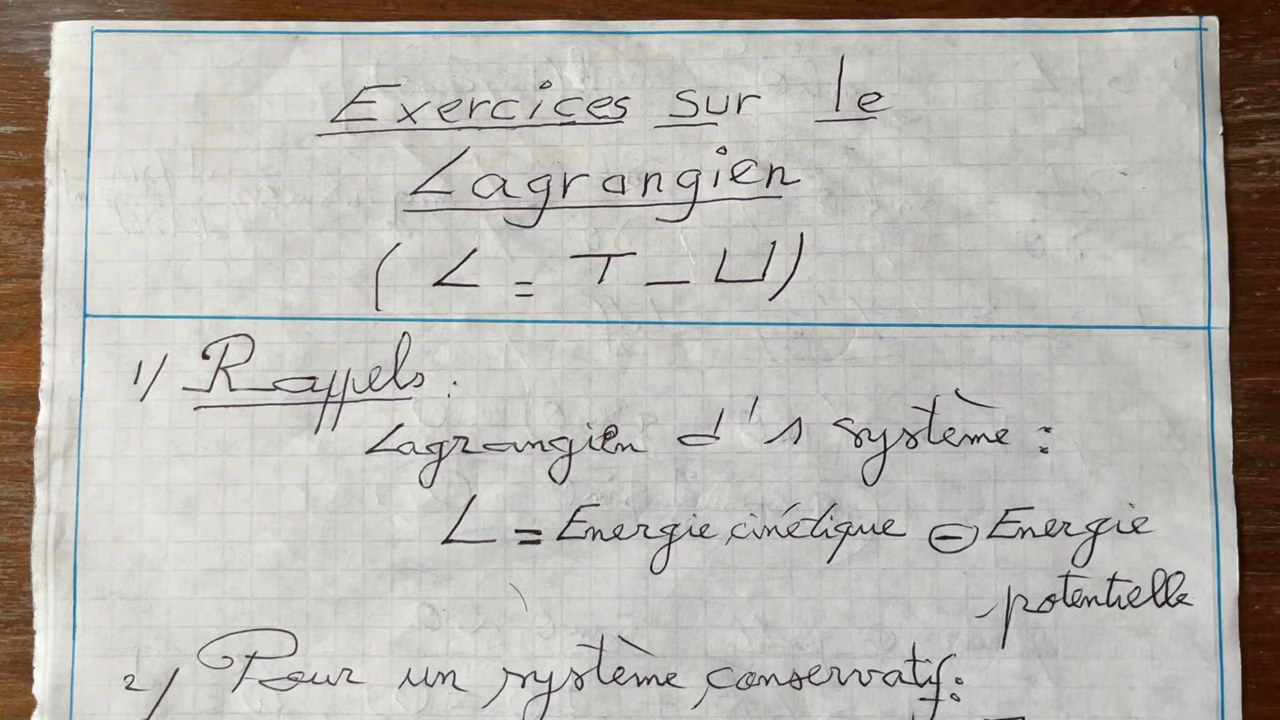 Exercices sur le
Lagrangien
( L = T - U )
1/ Rappels :
Lagrangien d'1 système :
L = Energie cinétique ⊖ Energie
potentielle
2/ Pour un système conservatif :